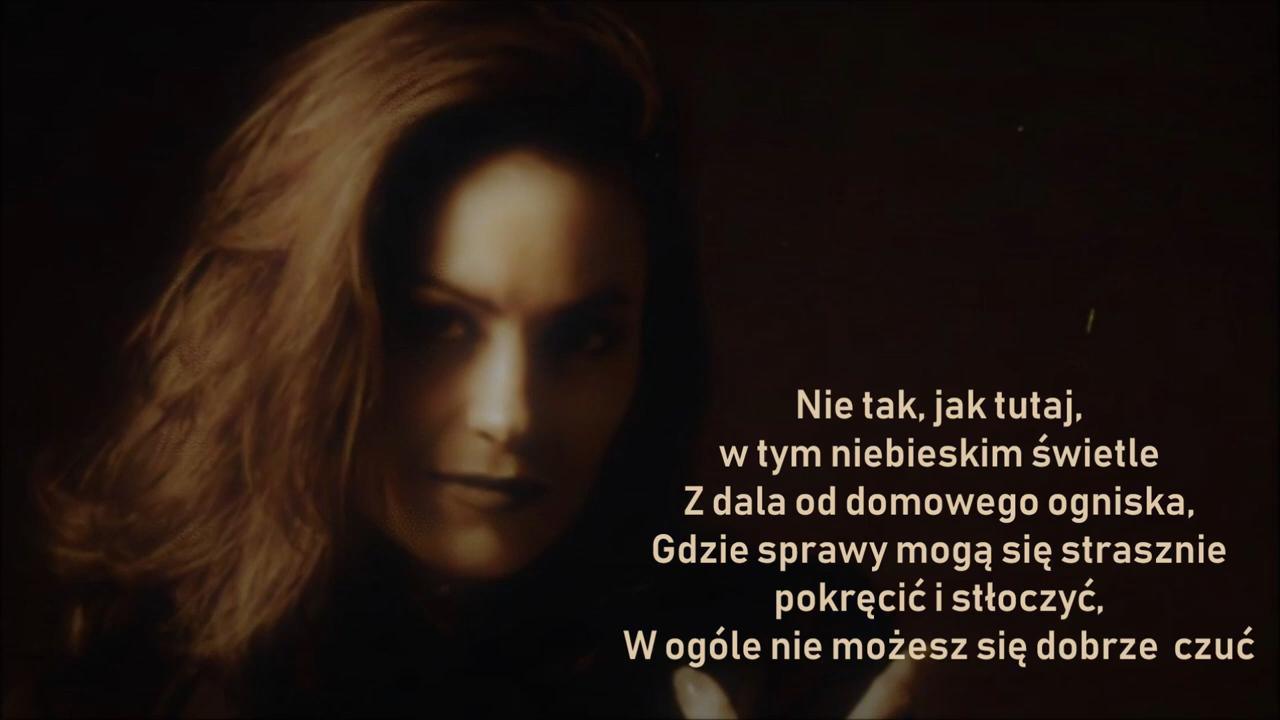 Nie tak, jak tutaj,
w tym niebieskim świetle
Z dala od domowego ogniska,
Gdzie sprawy mogą się strasznie
pokręcić i stłoczyć,
W ogóle nie możesz się dobrze  czuć